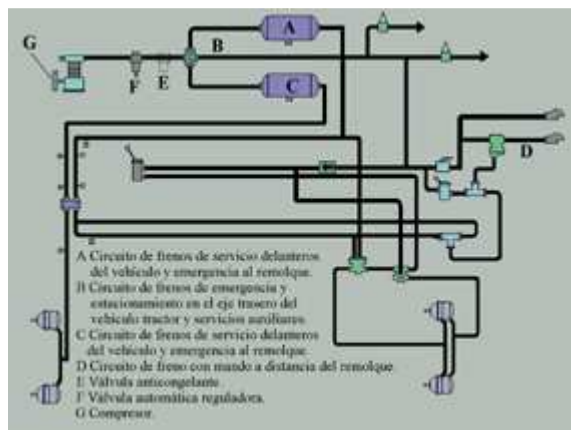 A
G
B
F
E
C
D
A Circuito de frenos de servicio delanteros
del vehículo y emergencia al remolque.
B Circuito de frenos de emergencia y
estacionamiento en el eje trasero del
vehículo tractor y servicios auxiliares.
C Circuito de freno de servicio delanteros
del vehículo y emergencia al remolque.
D Circuito de freno con mando a distancia del remolque.
E Válvula anticongelante.
F Válvula automática reguladora.
G Compresor.